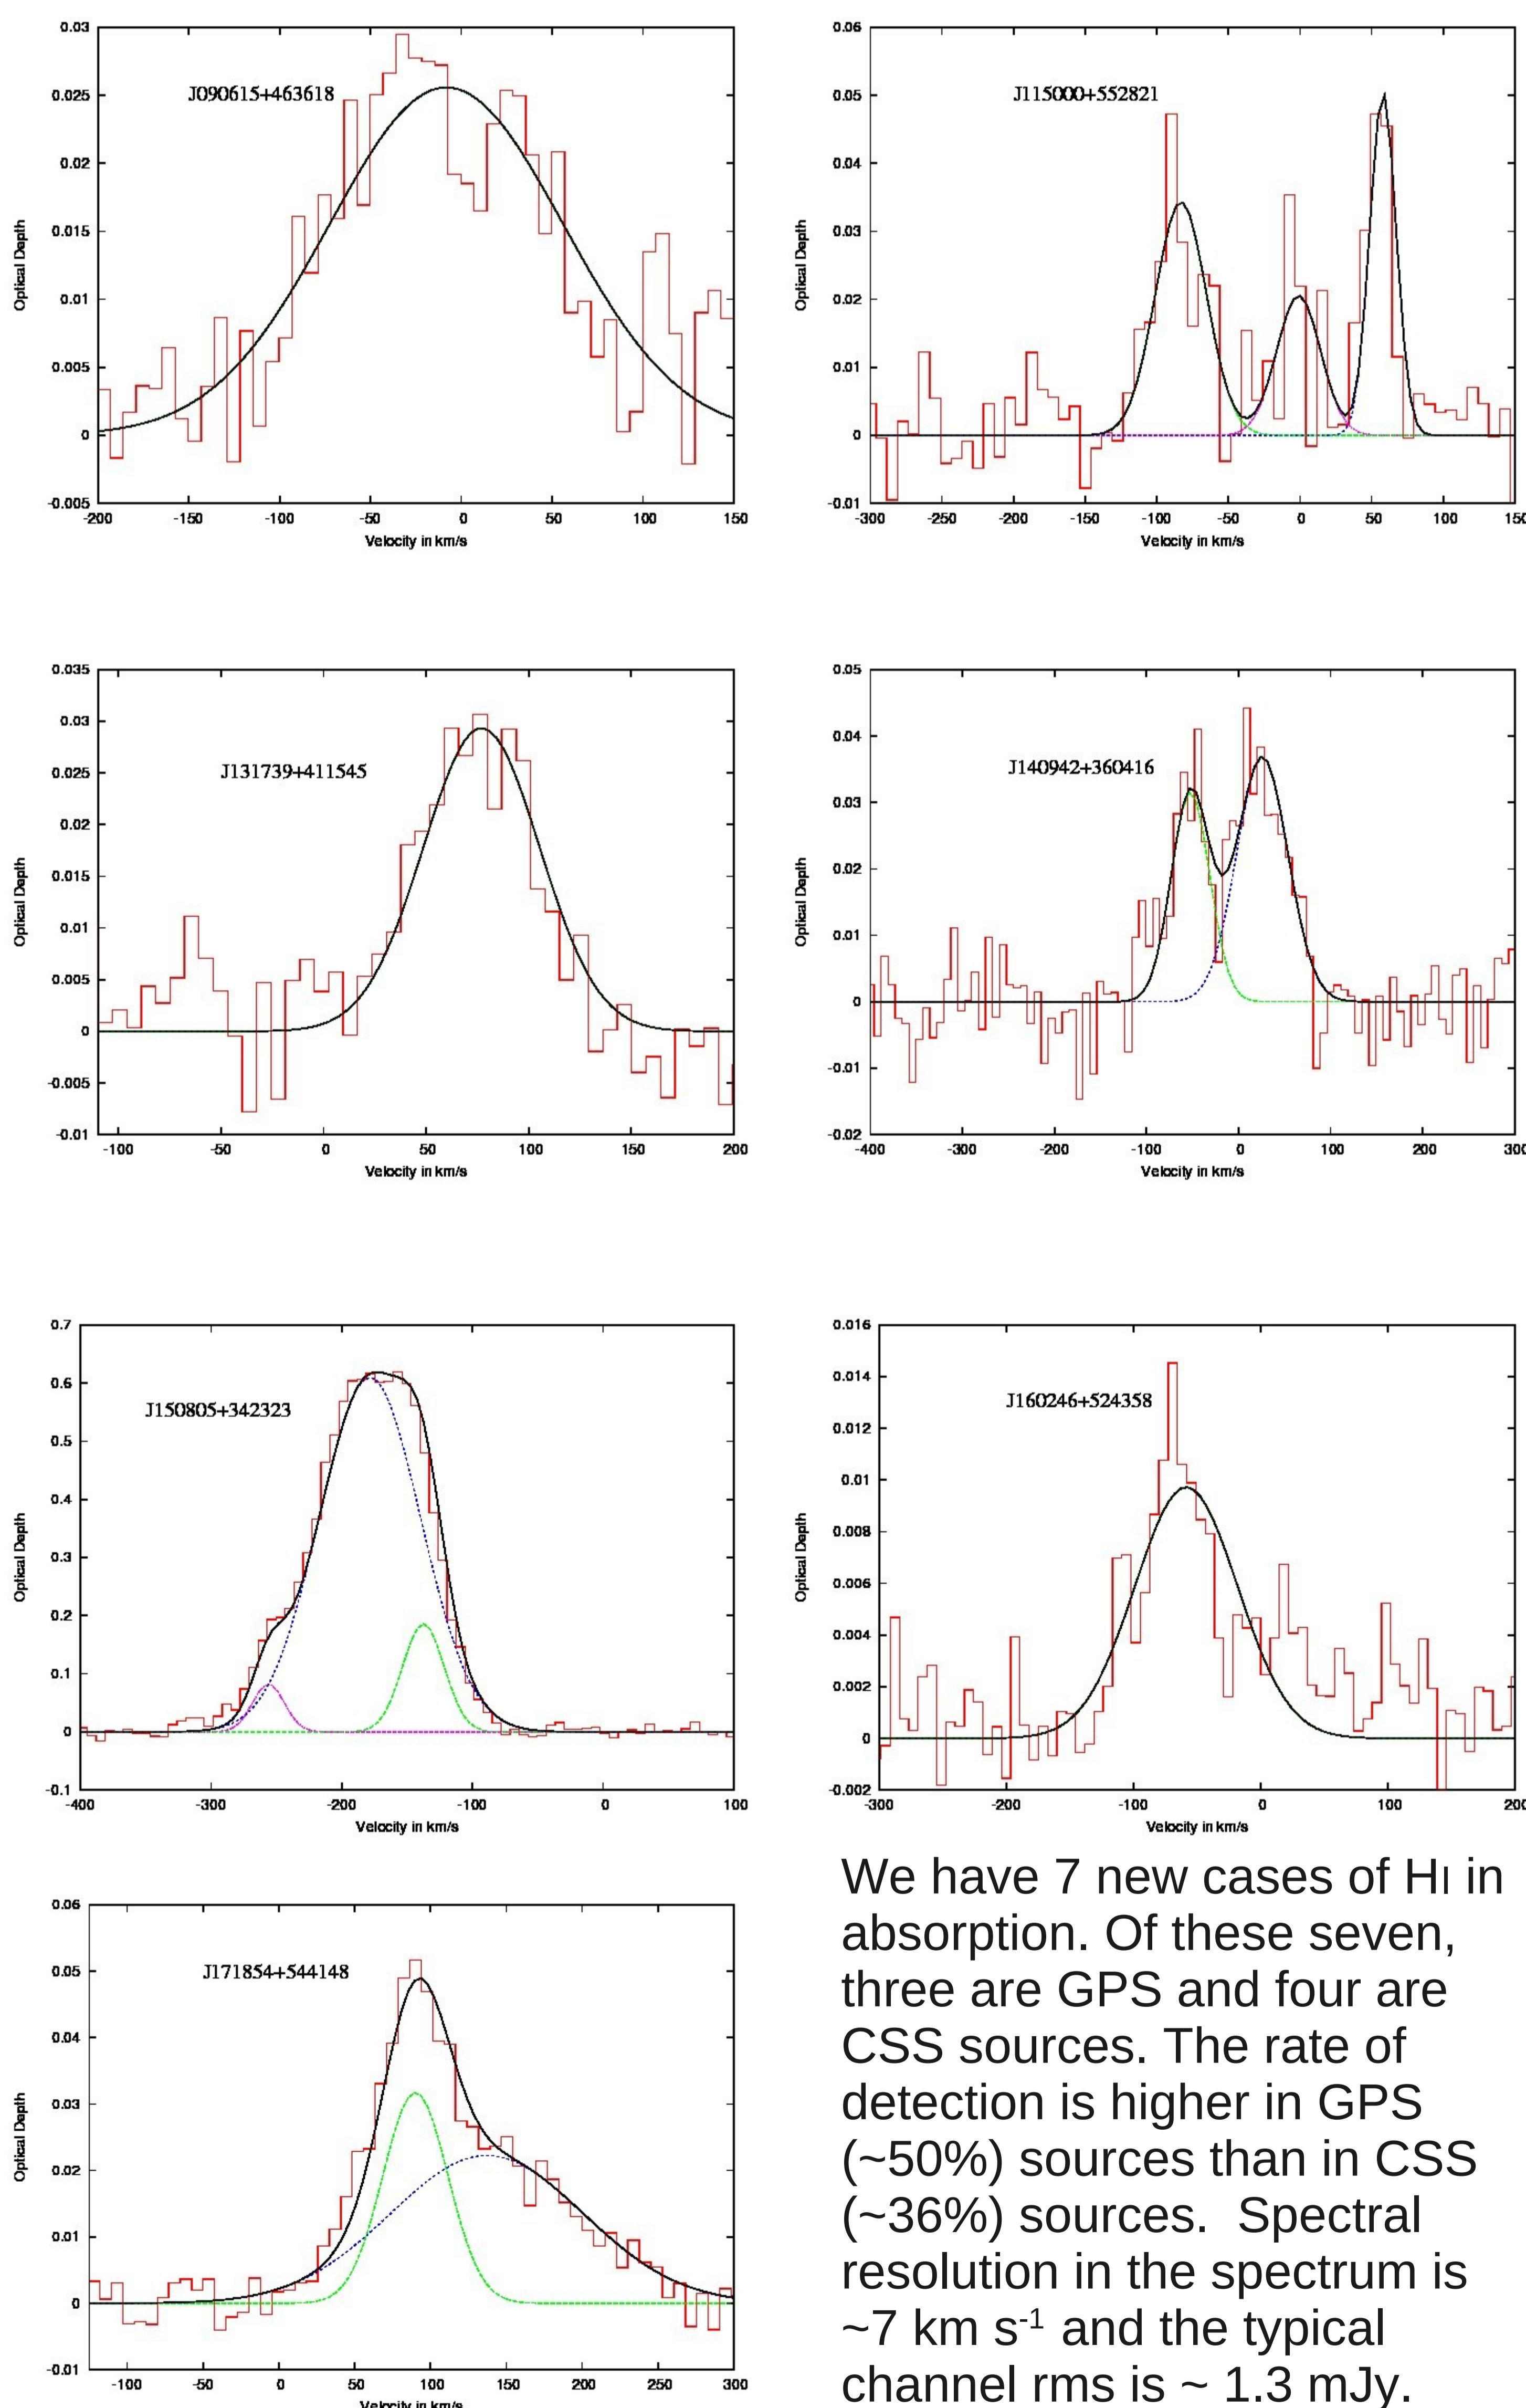 0.03
0.025
0.02
0.015
0.01
0.005
0
-0.005
J090615+463618
Optical Depth
-200 -150 -100 -50 0 50 100 150
Velocity in km/s
0.06
0.05
0.04
0.03
0.02
0.01
0
-0.01
J115000+552821
Optical Depth
-300 -250 -200 -150 -100 -50 0 50 100 150
Velocity in km/s
0.035
0.03
0.025
0.02
0.015
0.01
0.005
0
-0.005
-0.01
J131739+411545
Optical Depth
-100 -50 0 50 100 150 200
Velocity in km/s
0.05
0.04
0.03
0.02
0.01
0
-0.01
-0.02
J140942+360416
Optical Depth
-400 -300 -200 -100 0 100 200 300
Velocity in km/s
0.7
0.6
0.5
0.4
0.3
0.2
0.1
0
-0.1
J150805+342323
Optical Depth
-400 -300 -200 -100 0 100
Velocity in km/s
0.016
0.014
0.012
0.01
0.008
0.006
0.004
0.002
0
-0.002
J160246+524358
Optical Depth
-300 -200 -100 0 100 200
Velocity in km/s
0.06
0.05
0.04
0.03
0.02
0.01
0
-0.01
J171854+544148
Optical Depth
-100 -50 0 50 100 150 200 250 300
Velocity in km/s
We have 7 new cases of Hı in
absorption. Of these seven,
three are GPS and four are
CSS sources. The rate of
detection is higher in GPS
(~50%) sources than in CSS
(~36%) sources. Spectral
resolution in the spectrum is
~7 km s⁻¹ and the typical
channel rms is ~ 1.3 mJy.